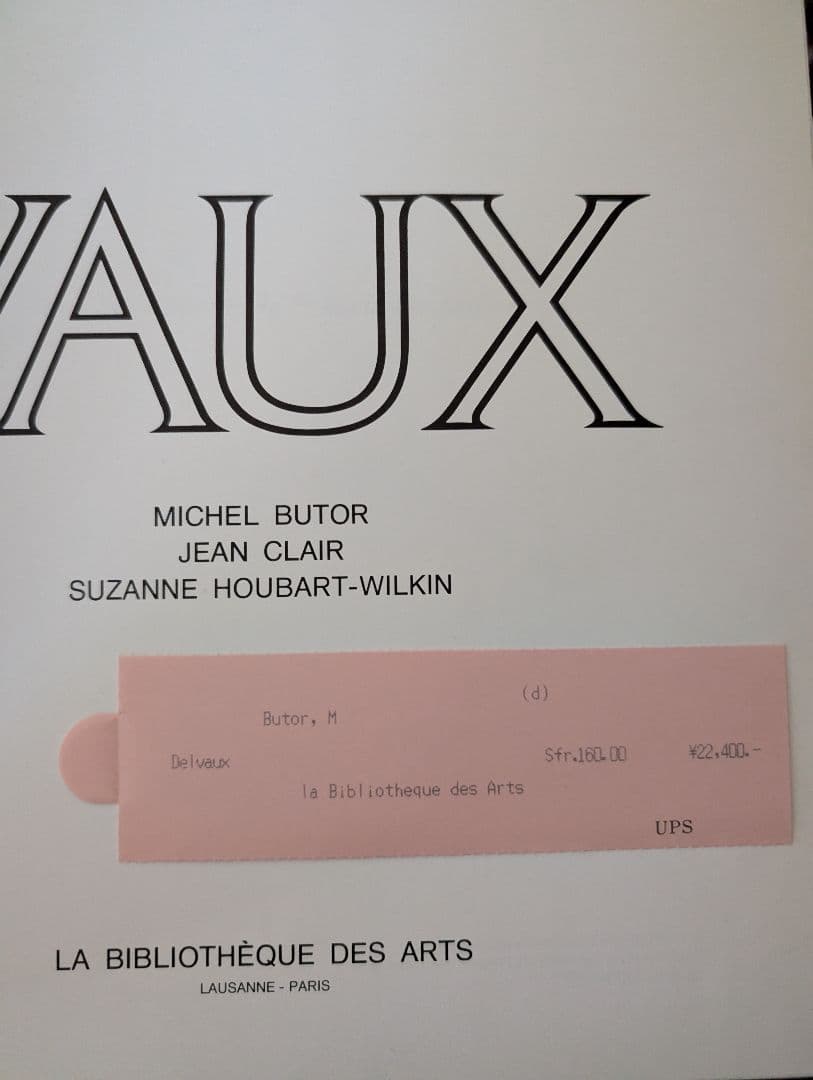 VAUX
MICHEL BUTOR
JEAN CLAIR
SUZANNE HOUBART-WILKIN
(d)
Butor, M
Delvaux Sfr.160.00 ¥22,400.-
la Bibliotheque des Arts
UPS
LA BIBLIOTHÈQUE DES ARTS
LAUSANNE - PARIS